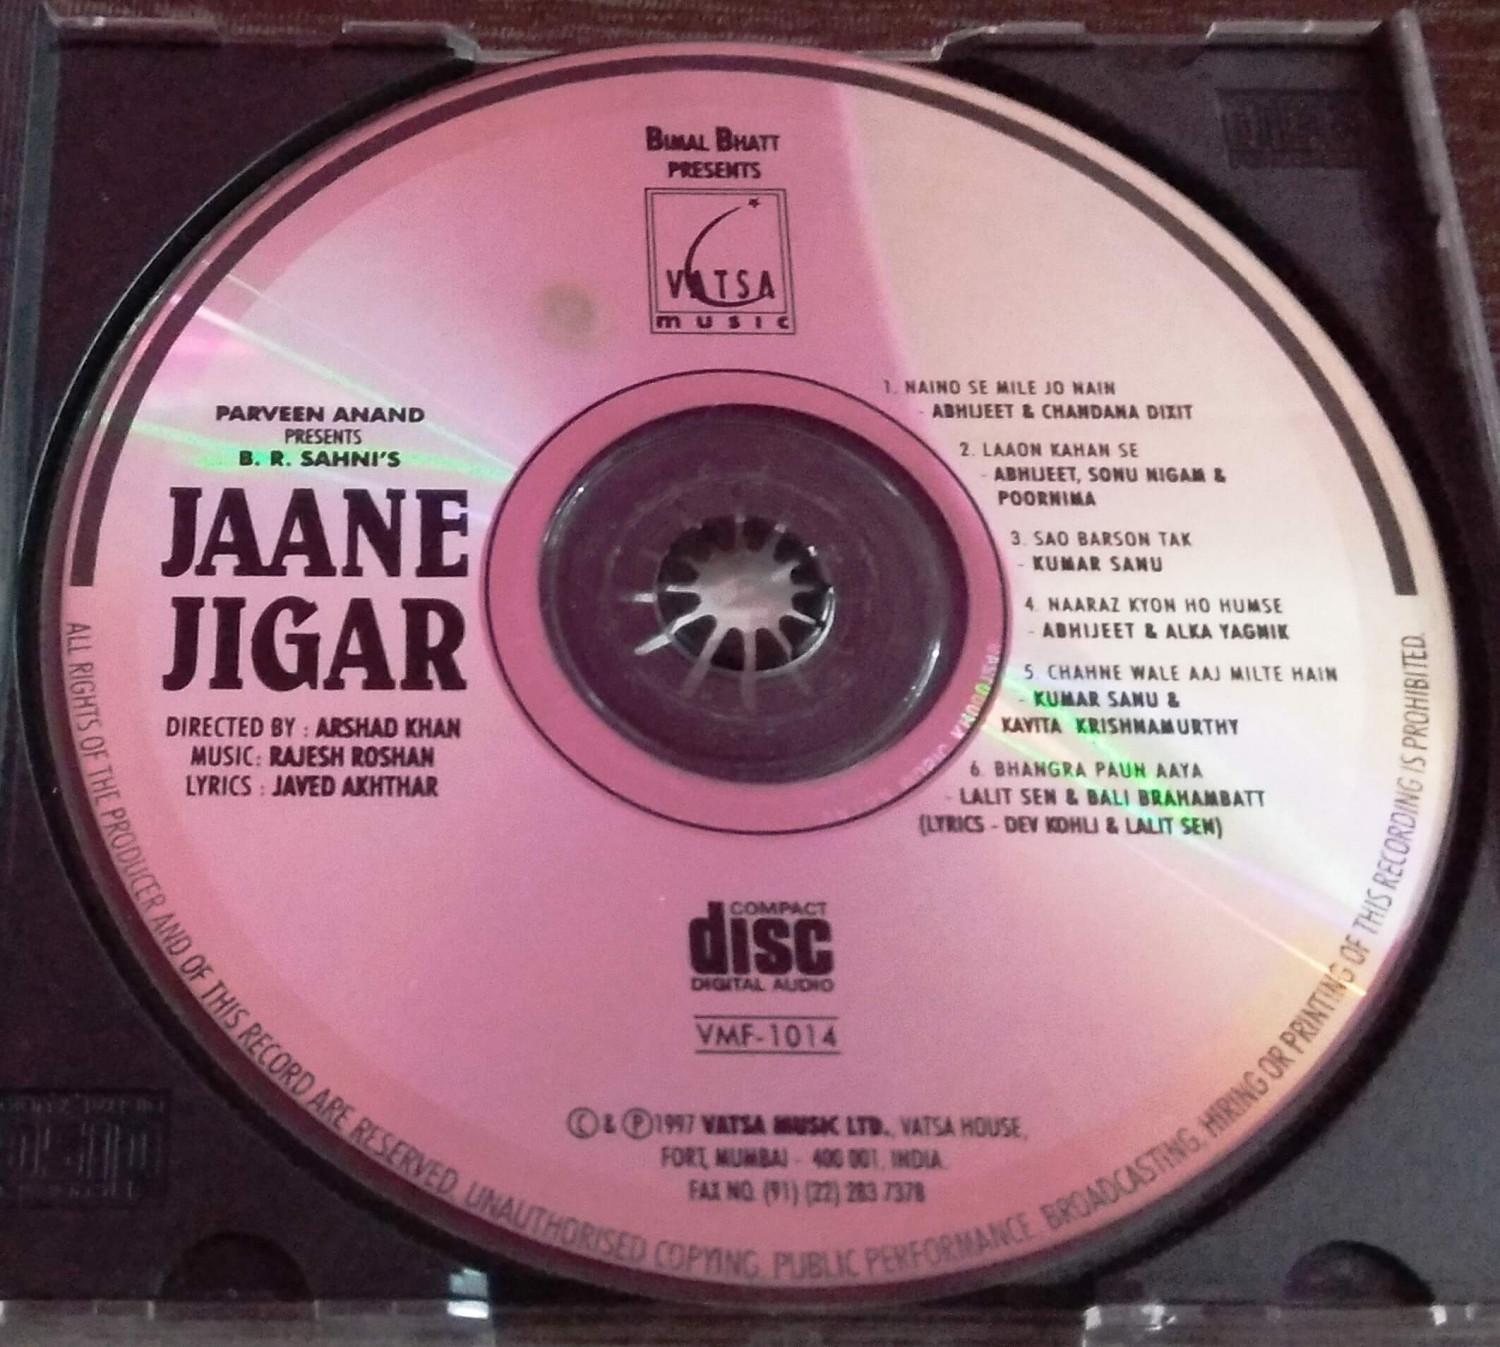 BIMAL BHATT
PRESENTS
VATSA
music
PARVEEN ANAND
PRESENTS
B. R. SAHNI'S
JAANE
JIGAR
DIRECTED BY : ARSHAD KHAN
MUSIC: RAJESH ROSHAN
LYRICS : JAVED AKHTHAR
1. NAINO SE MILE JO NAIN
- ABHIJEET & CHANDANA DIXIT
2. LAAON KAHAN SE
- ABHIJEET, SONU NIGAM &
POORNIMA
3. SAO BARSON TAK
- KUMAR SANU
4. NAARAZ KYON HO HUMSE
- ABHIJEET & ALKA YAGNIK
5. CHAHNE WALE AAJ MILTE HAIN
- KUMAR SANU &
KAVITA KRISHNAMURTHY
6. BHANGRA PAUN AAYA
- LALIT SEN & BALI BRAHAMBATT
(LYRICS - DEV KOHLI & LALIT SEN)
COMPACT
disc
DIGITAL AUDIO
VMF-1014
© & ℗ 1997 VATSA MUSIC LTD., VATSA HOUSE,
FORT, MUMBAI - 400 001, INDIA.
FAX NO. (91) (22) 283 7378
ALL RIGHTS OF THE PRODUCER AND OF THIS RECORD ARE RESERVED. UNAUTHORISED COPYING, PUBLIC PERFORMANCE, BROADCASTING, HIRING OR PRINTING OF THIS RECORDING IS PROHIBITED.